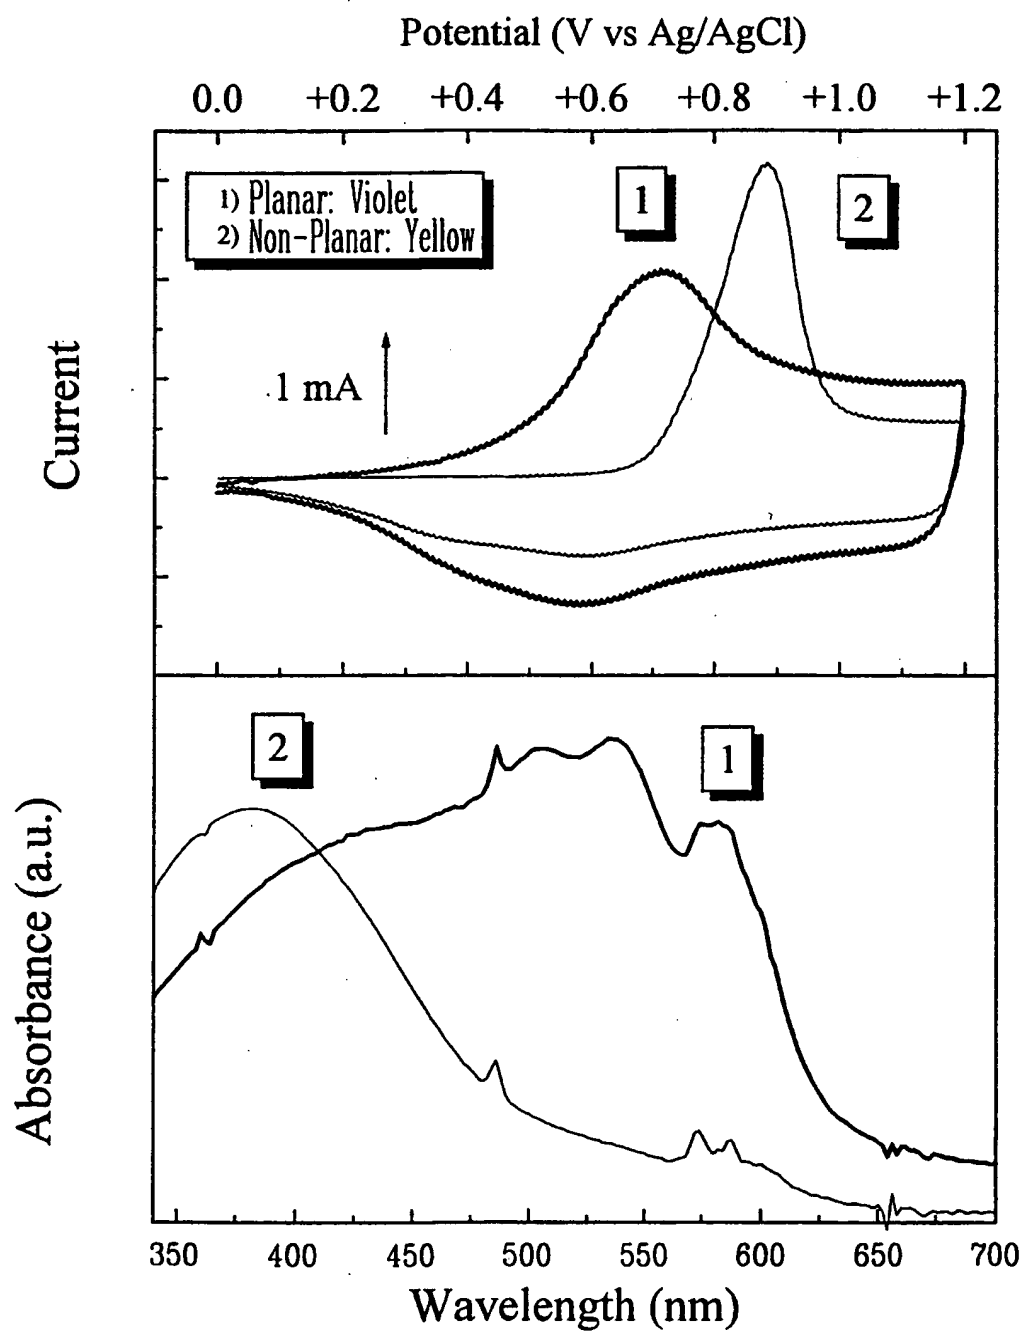 Potential (V vs Ag/AgCl)
0.0 +0.2 +0.4 +0.6 +0.8 +1.0 +1.2
1) Planar: Violet
2) Non-Planar: Yellow
1
2
Current
.1 mA
2
1
Absorbance (a.u.)
350 400 450 500 550 600 650 700
Wavelength (nm)